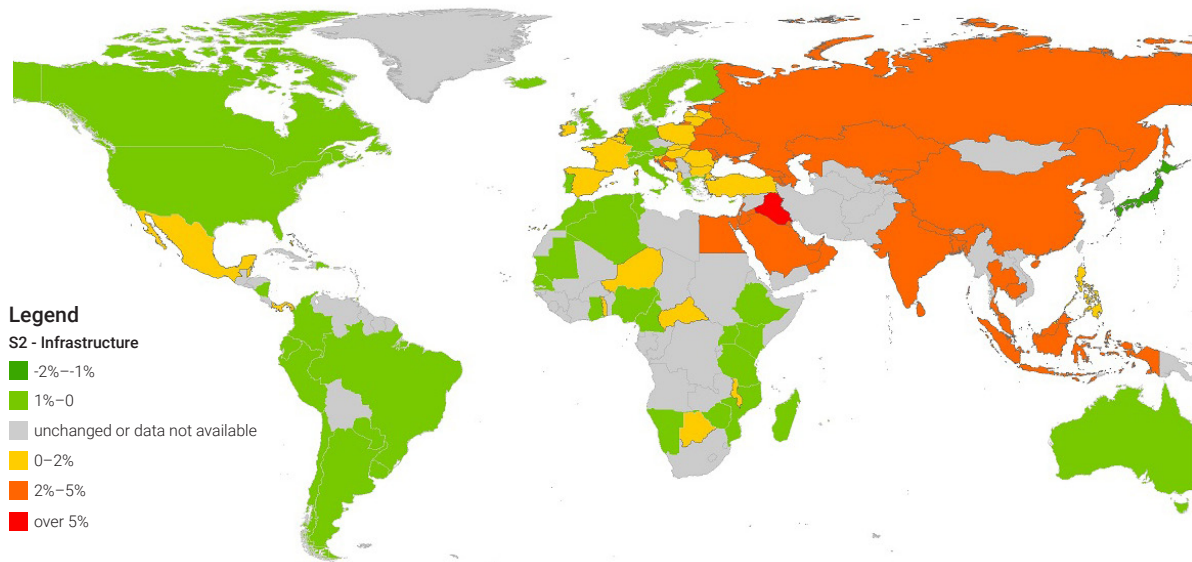 Legend
S2 - Infrastructure
-2%–-1%
1%–0
unchanged or data not available
0–2%
2%–5%
over 5%